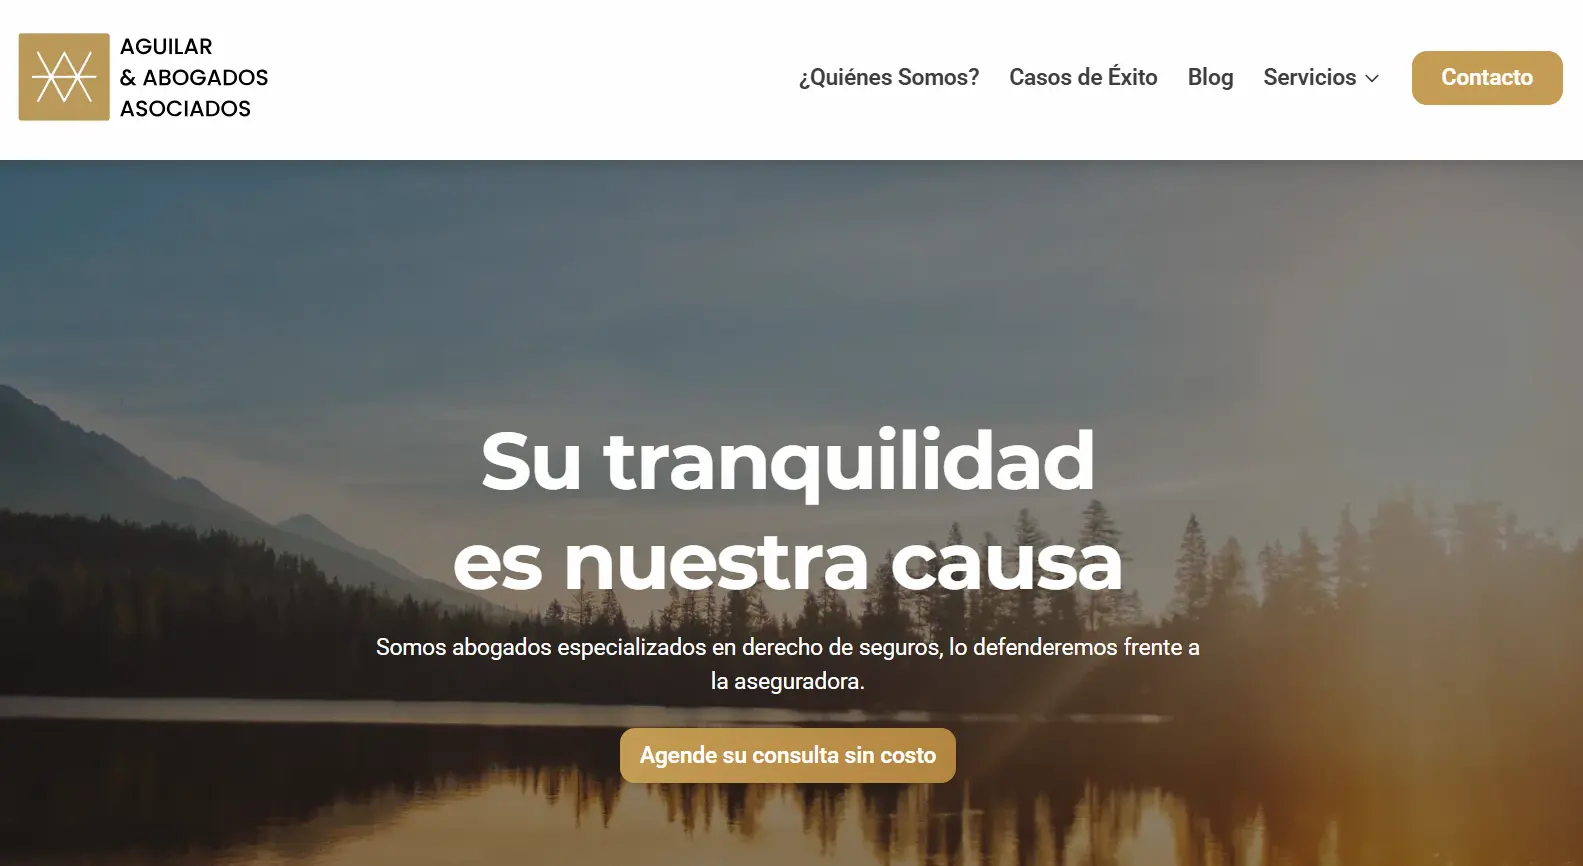 AGUILAR
& ABOGADOS
ASOCIADOS
¿Quiénes Somos?
Casos de Éxito
Blog
Servicios
Contacto
Su tranquilidad
es nuestra causa
Somos abogados especializados en derecho de seguros, lo defenderemos frente a
la aseguradora.
Agende su consulta sin costo